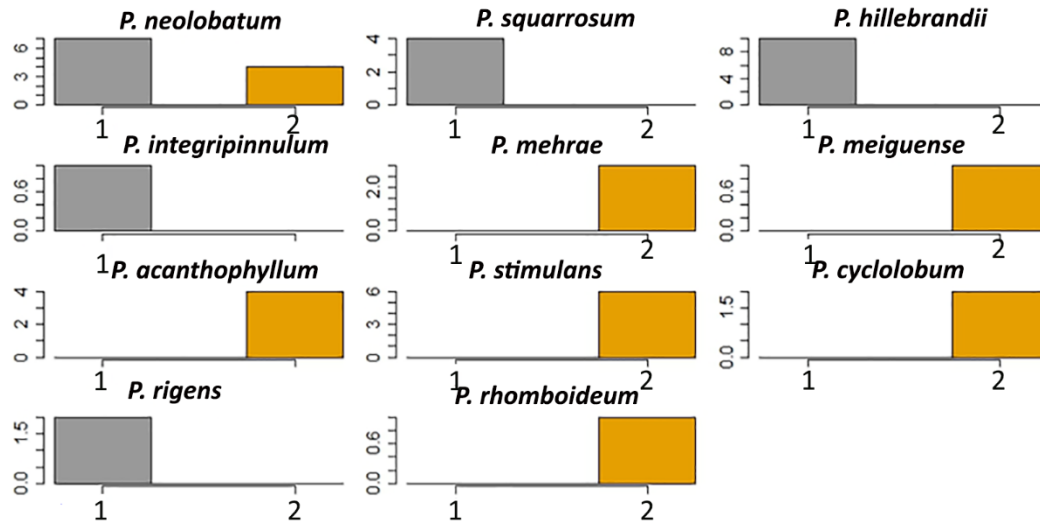 P. neolobatum P. squarrosum P. hillebrandii
0 3 6 0 2 4 0 4 8
1 2 1 2 1 2
P. integripinnulum P. mehrae P. meiguense
0.0 0.6 0.0 2.0 0.0 0.6
1 1 2 1 2
P. acanthophyllum P. stimulans P. cyclolobum
0 2 4 0 3 6 0.0 1.5
1 2 1 2 1 2
P. rigens P. rhomboideum
0.0 1.5 0.0 0.6
1 2 1 2